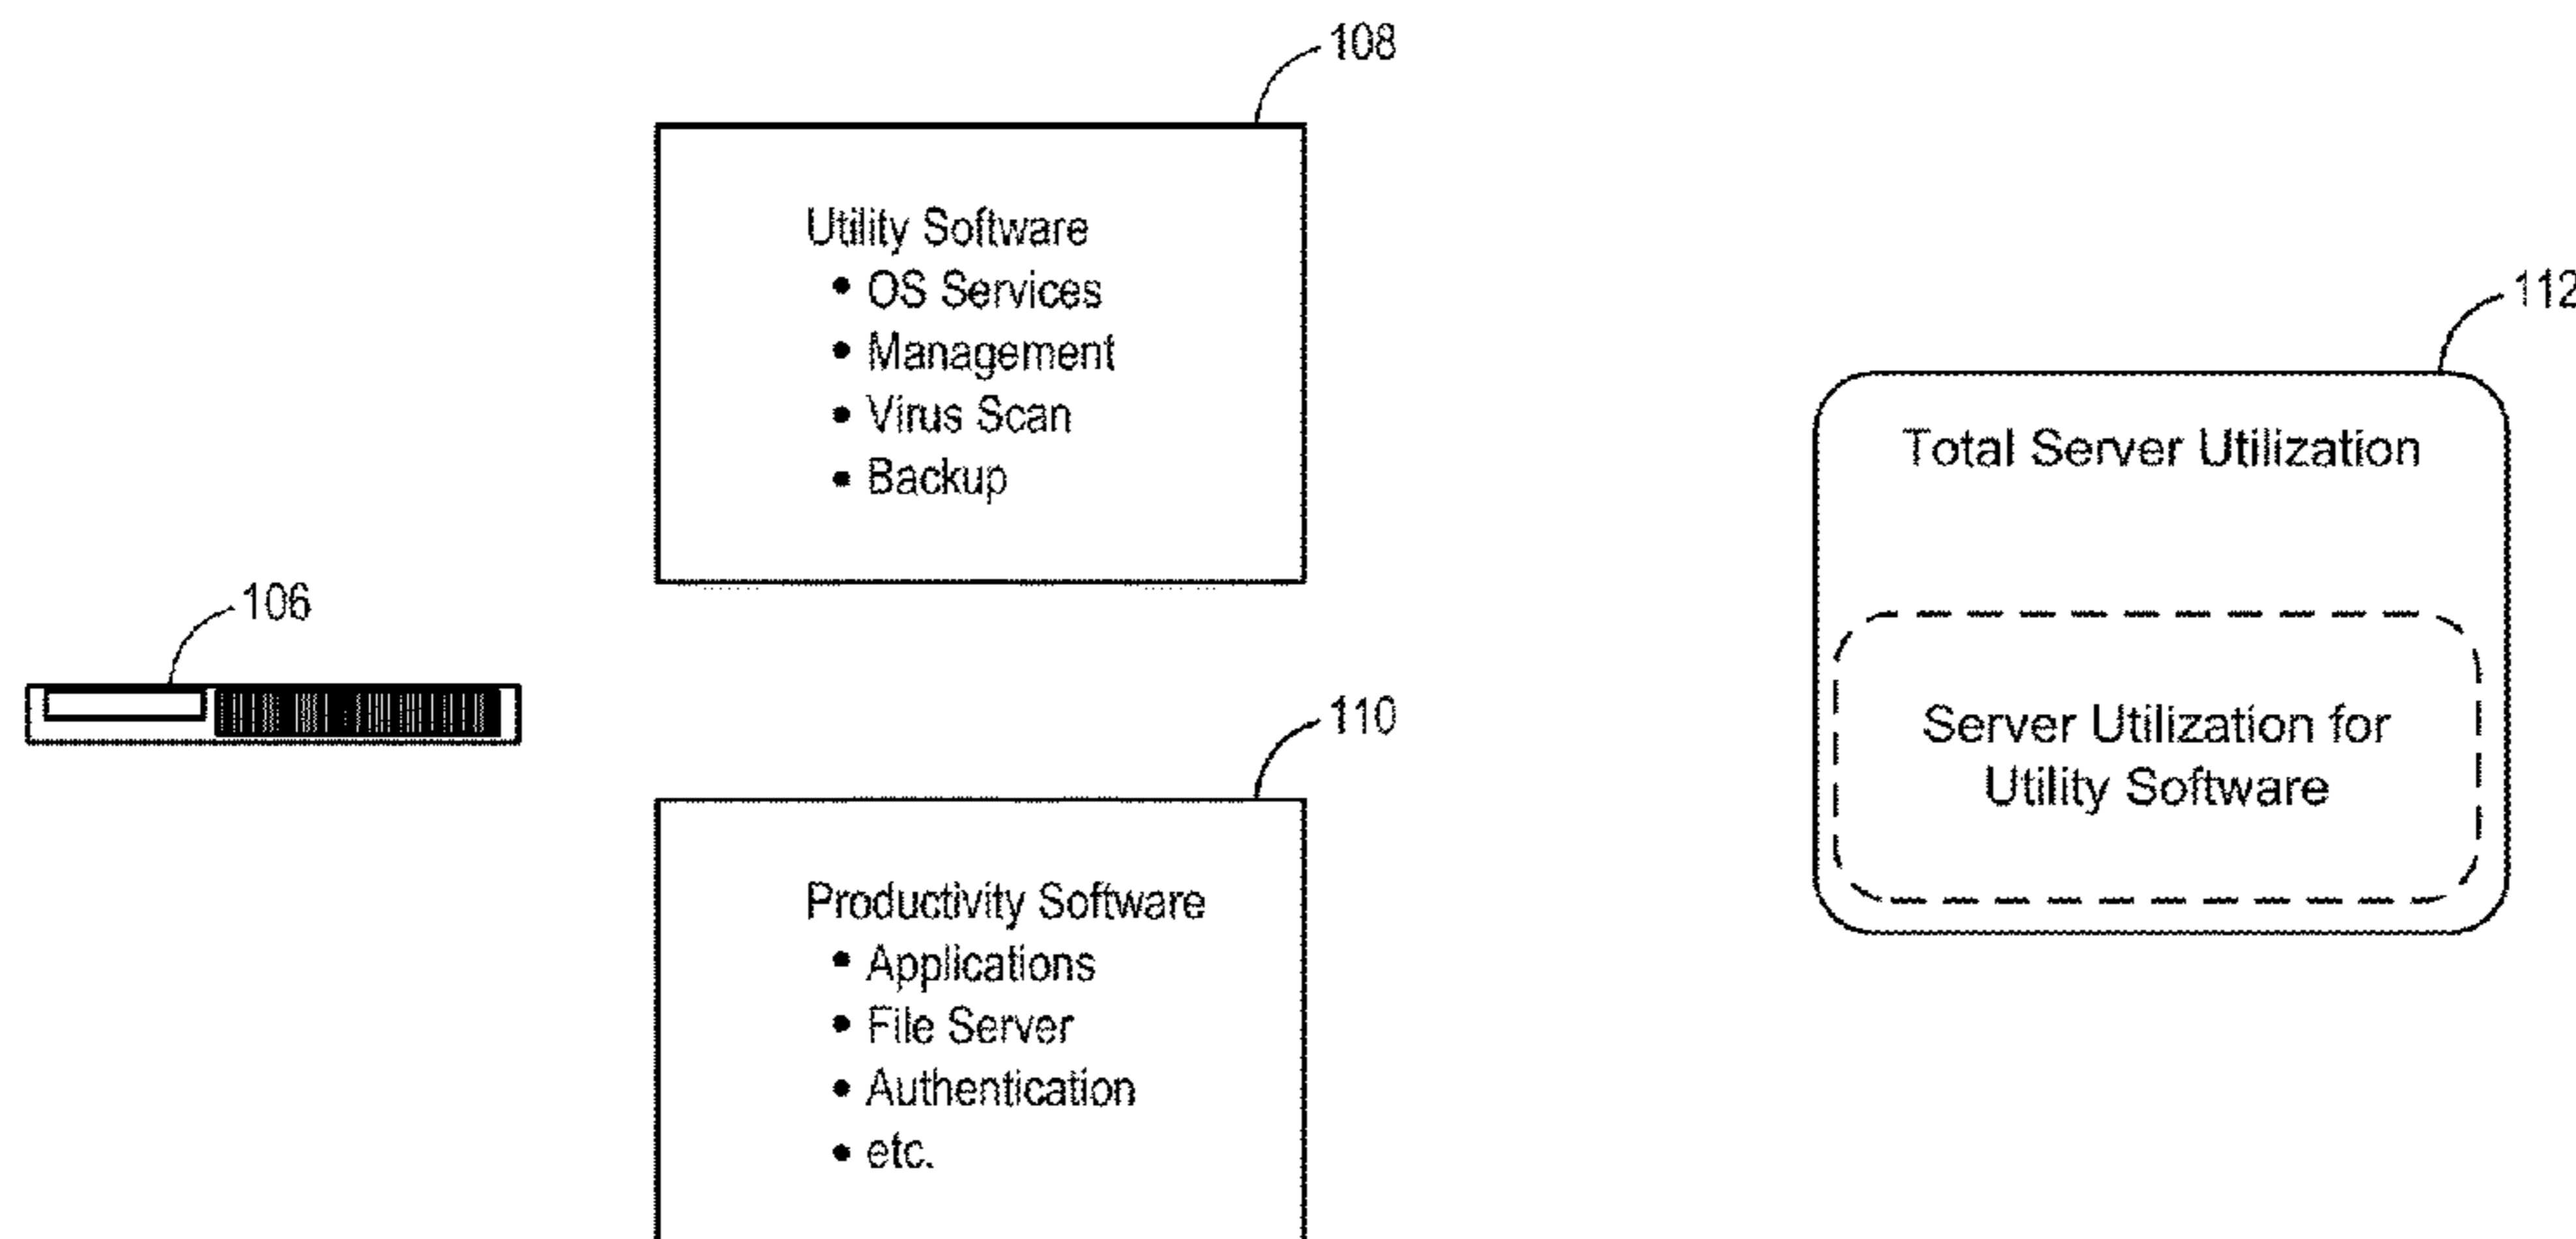 108
Utility Software
• OS Services
• Management
• Virus Scan
• Backup
112
Total Server Utilization
Server Utilization for
Utility Software
106
110
Productivity Software
• Applications
• File Server
• Authentication
• etc.